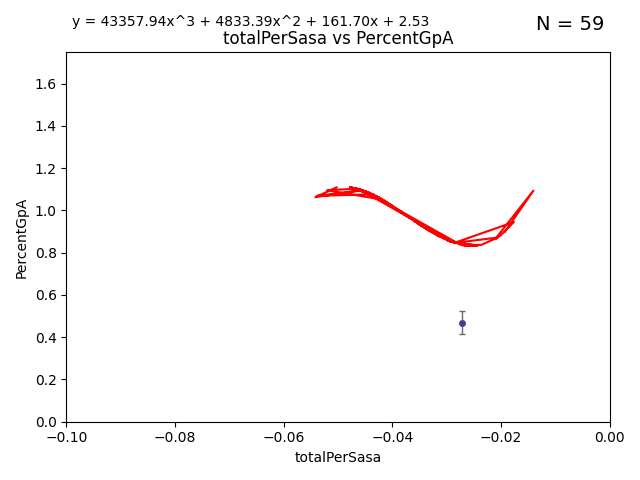 y = 43357.94x^3 + 4833.39x^2 + 161.70x + 2.53
N = 59
totalPerSasa vs PercentGpA
PercentGpA
1.6
1.4
1.2
1.0
0.8
0.6
0.4
0.2
0.0
−0.10 −0.08 −0.06 −0.04 −0.02 0.00
totalPerSasa